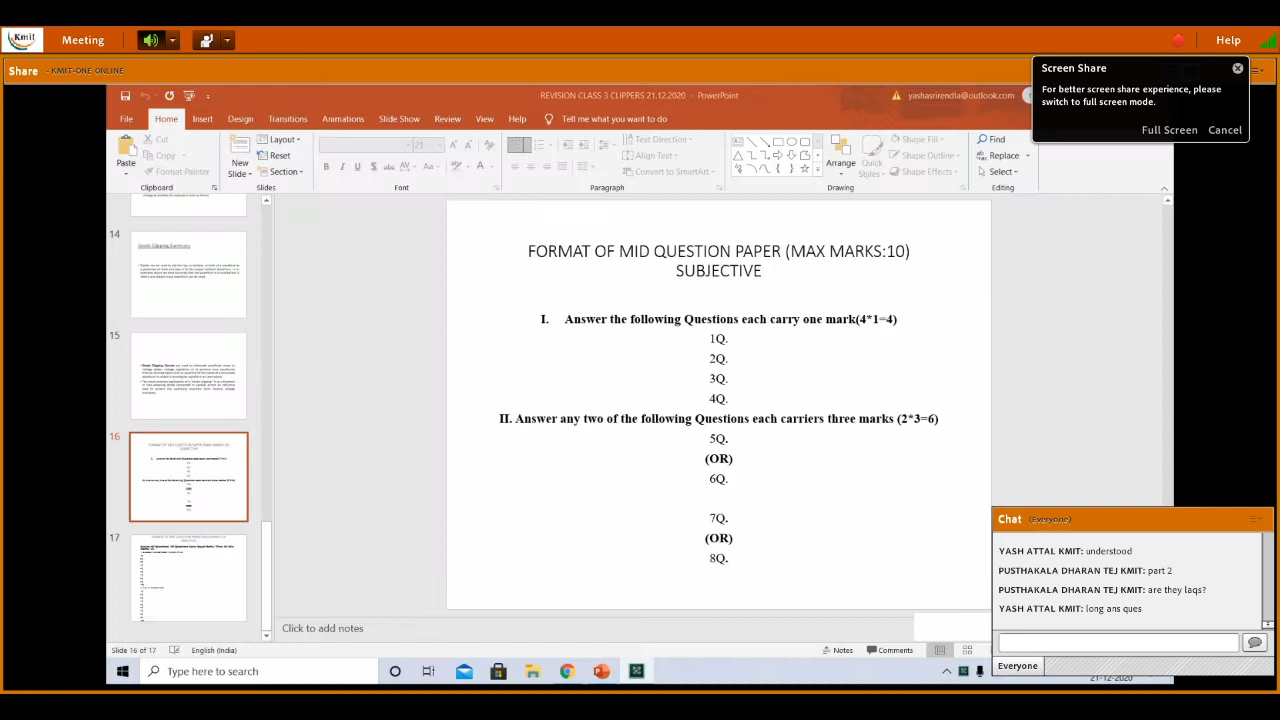 Kmit
Meeting
Help
Share - KMIT-ONE ONLINE
Screen Share
For better screen share experience, please
switch to full screen mode.
Full Screen Cancel
REVISION CLASS 3 CLIPPERS 21.12.2020 - PowerPoint
yashasrirendla@outlook.com
File Home Insert Design Transitions Animations Slide Show Review View Help Tell me what you want to do
Paste
Cut
Copy
Format Painter
Clipboard
New
Slide
Layout
Reset
Section
Slides
21
B I U S abc AV Aa A
Font
Text Direction
Align Text
Convert to SmartArt
Paragraph
Arrange
Quick
Styles
Shape Fill
Shape Outline
Shape Effects
Drawing
Find
Replace
Select
Editing
14
Diode Clipping Summary
15
16
17
FORMAT OF MID QUESTION PAPER (MAX MARKS:10)
SUBJECTIVE
I. Answer the following Questions each carry one mark(4*1=4)
1Q.
2Q.
3Q.
4Q.
II. Answer any two of the following Questions each carriers three marks (2*3=6)
5Q.
(OR)
6Q.
7Q.
(OR)
8Q.
Click to add notes
Chat (Everyone)
YASH ATTAL KMIT: understood
PUSTHAKALA DHARAN TEJ KMIT: part 2
PUSTHAKALA DHARAN TEJ KMIT: are they laqs?
YASH ATTAL KMIT: long ans ques
Everyone
Slide 16 of 17 English (India)
Notes Comments
Type here to search
21-12-2020